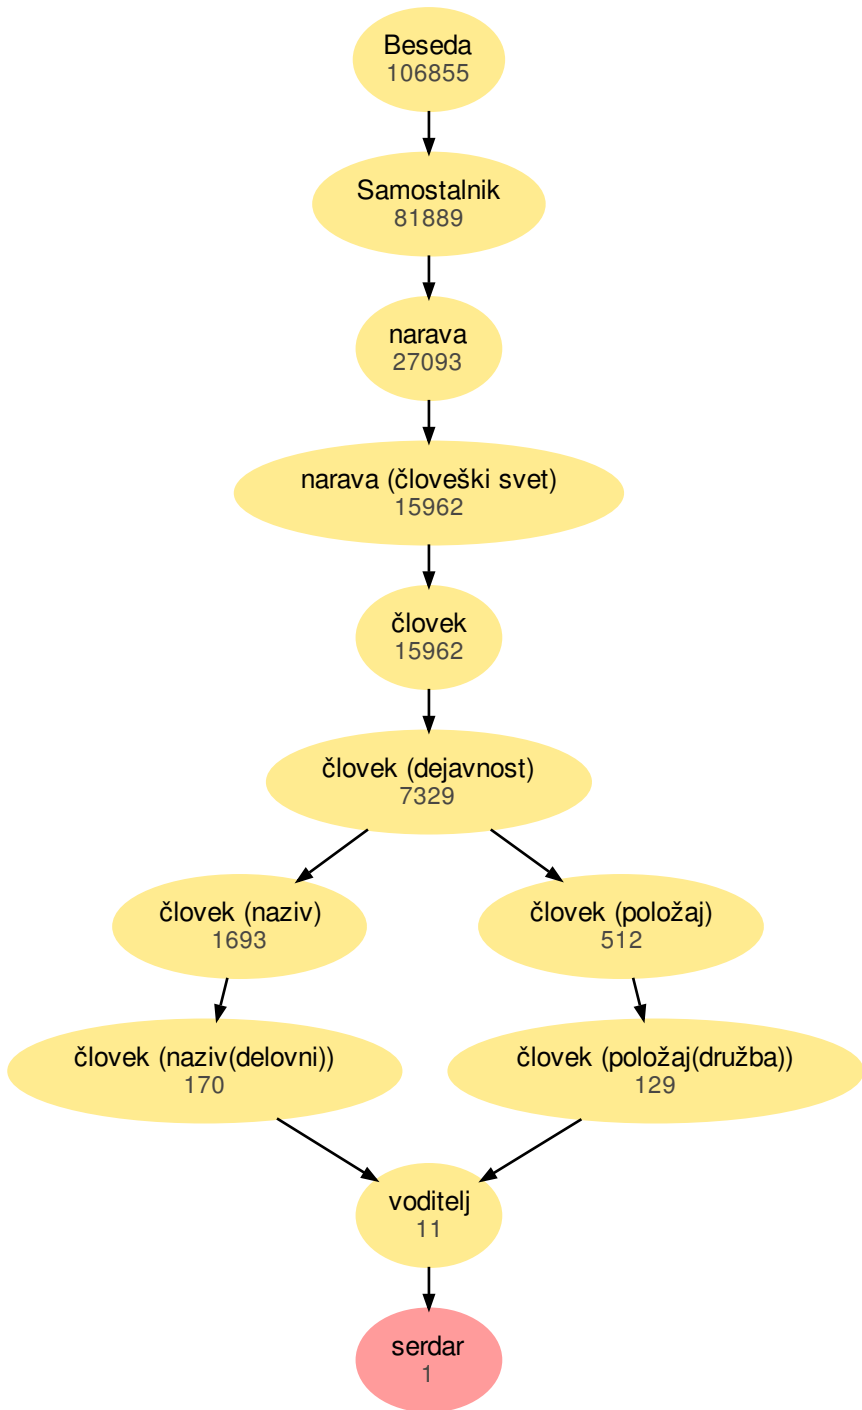 Beseda
106855
Samostalnik
81889
narava
27093
narava (človeški svet)
15962
človek
15962
človek (dejavnost)
7329
človek (naziv)
1693
človek (položaj)
512
človek (naziv(delovni))
170
človek (položaj(družba))
129
voditelj
11
serdar
1